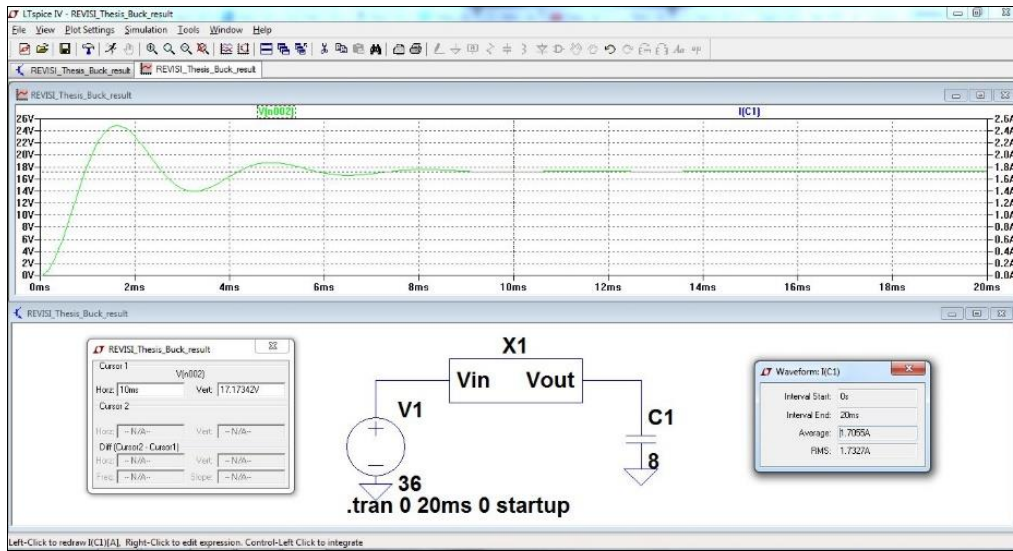 LTspice IV - REVISI_Thesis_Buck_result
File View Plot Settings Simulation Tools Window Help
REVISI_Thesis_Buck_result REVISI_Thesis_Buck_result
REVISI_Thesis_Buck_result
V(n002) I(C1)
26V 2.6A
24V 2.4A
22V 2.2A
20V 2.0A
18V 1.8A
16V 1.6A
14V 1.4A
12V 1.2A
10V 1.0A
8V 0.8A
6V 0.6A
4V 0.4A
2V 0.2A
0V 0.0A
0ms 2ms 4ms 6ms 8ms 10ms 12ms 14ms 16ms 18ms 20ms
REVISI_Thesis_Buck_result
REVISI_Thesis_Buck_result
Cursor 1
V(n002)
Horz: 10ms Vert: 17.17342V
Cursor 2
Horz: -- N/A-- Vert: -- N/A--
Diff (Cursor2 - Cursor1)
Horz: -- N/A-- Vert: -- N/A--
Freq: -- N/A-- Slope: -- N/A--
X1
Vin Vout
V1
36
C1
8
.tran 0 20ms 0 startup
Waveform: I(C1)
Interval Start: 0s
Interval End: 20ms
Average: 1.7055A
RMS: 1.7327A
Left-Click to redraw I(C1)[A], Right-Click to edit expression. Control-Left Click to integrate